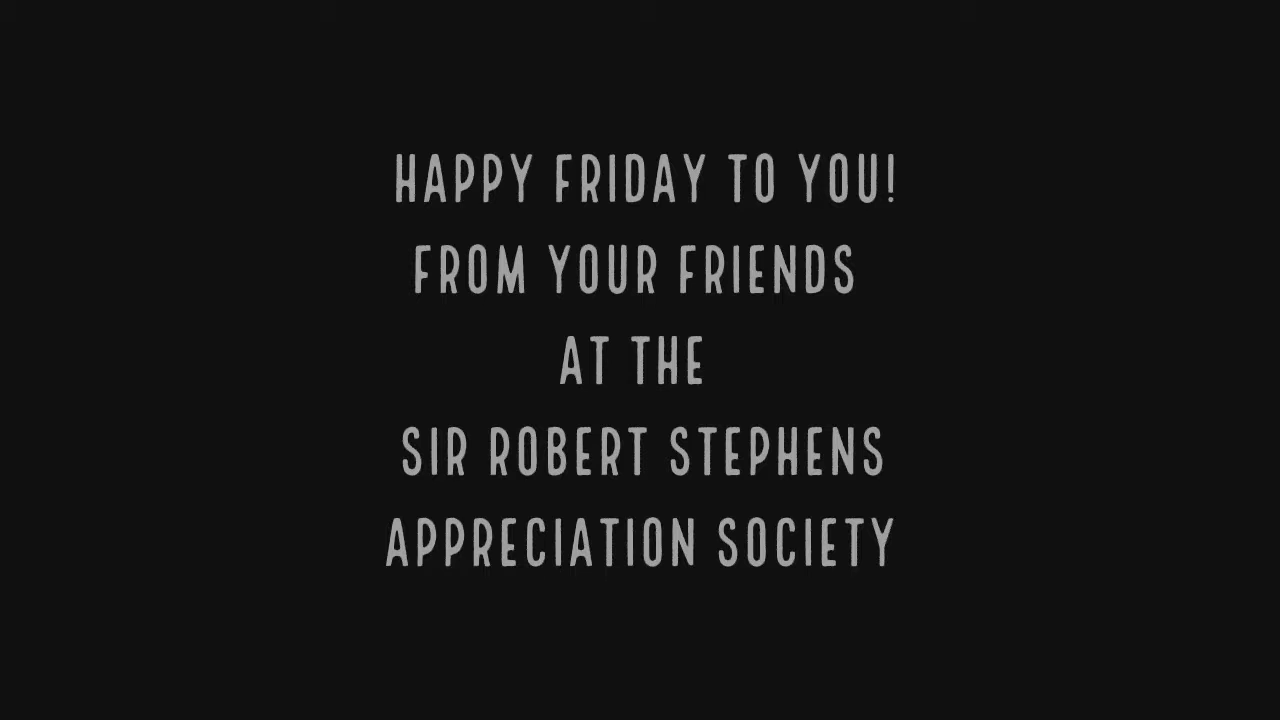 HAPPY FRIDAY TO YOU!
FROM YOUR FRIENDS
AT THE
SIR ROBERT STEPHENS
APPRECIATION SOCIETY